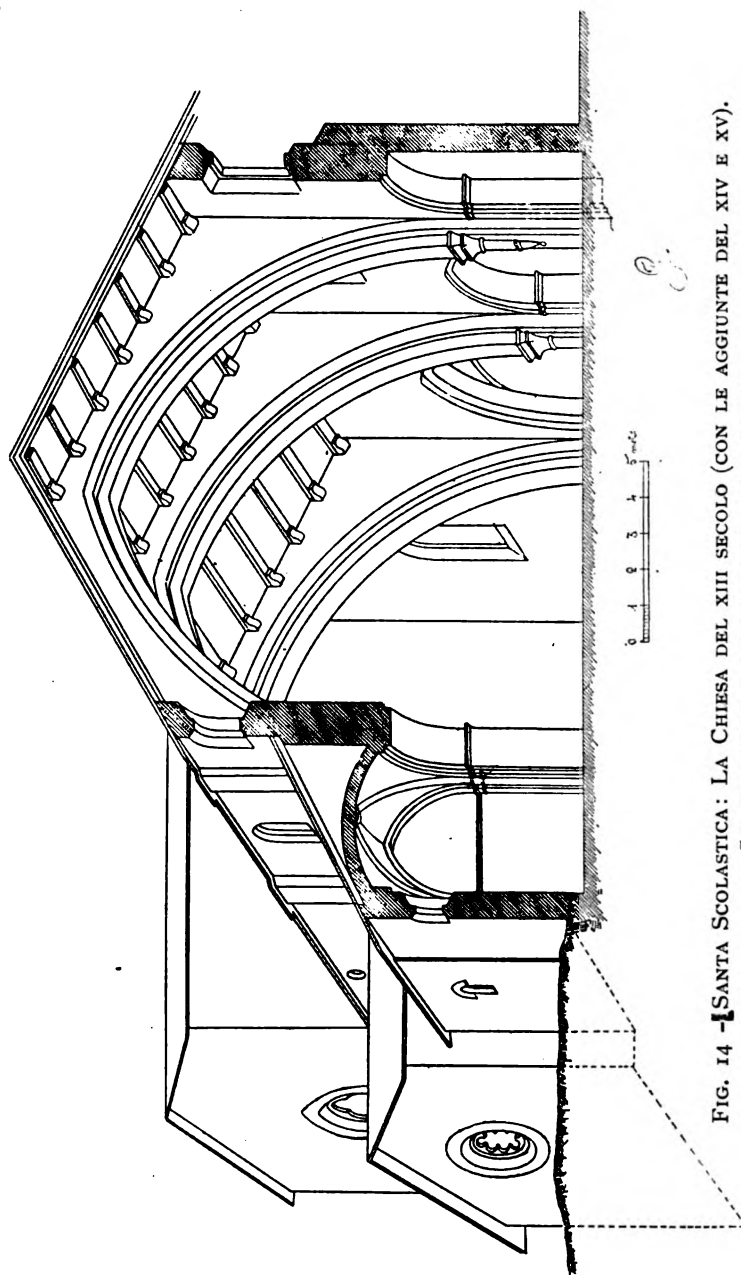 0 1 2 3 4 5 mets
FIG. 14 - SANTA SCOLASTICA: LA CHIESA DEL XIII SECOLO (CON LE AGGIUNTE DEL XIV E XV).